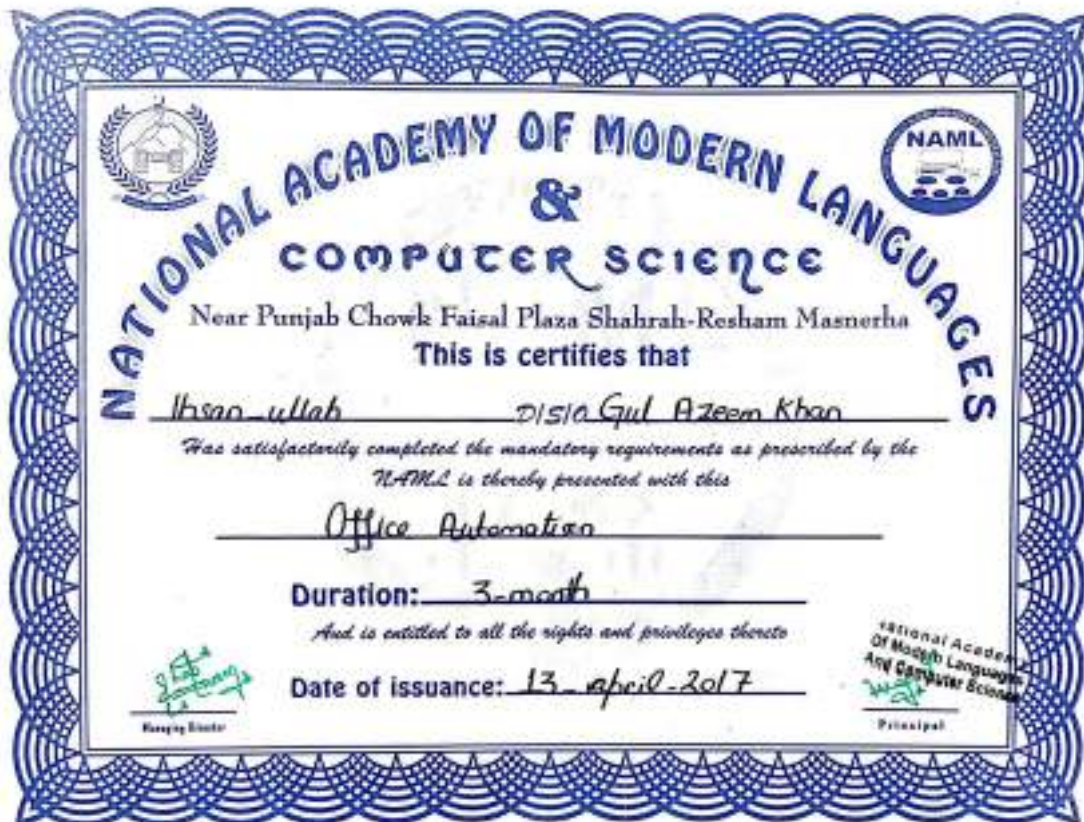 NATIONAL ACADEMY OF MODERN LANGUAGES
NAML
&
COMPUTER SCIENCE
Near Punjab Chowk Faisal Plaza Shahrah-Resham Masnerha
This is certifies that
Ihsan-ullah D/S/O Gul Azeem Khan
Has satisfactorily completed the mandatory requirements as prescribed by the
NAML is thereby presented with this
Office Automation
Duration: 3-month
And is entitled to all the rights and privileges thereto
Date of issuance: 13-april-2017
Managing Director
National Academy
Of Modern Languages
And Computer Science
Principal